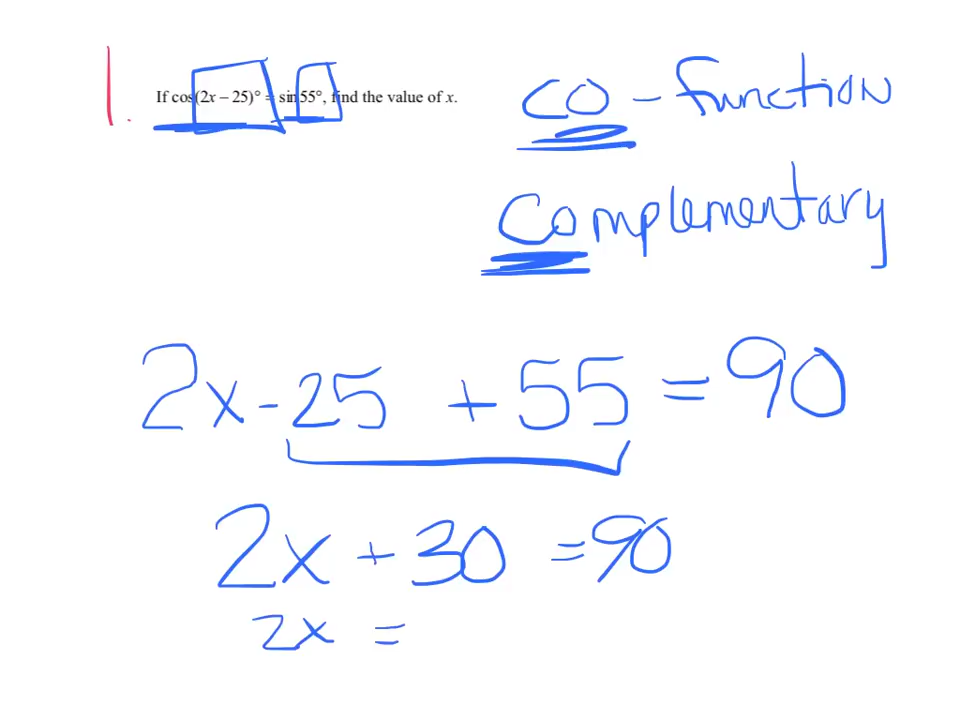 1.
If cos(2x – 25)° = sin55°, find the value of x.
co - function
Complementary
2x - 25 + 55 = 90
2x + 30 = 90
2x =